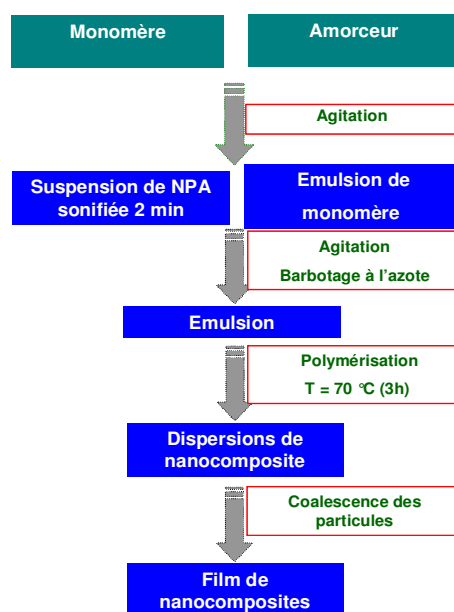 Monomère
Amorceur
Agitation
Suspension de NPA
sonifiée 2 min
Emulsion de
monomère
Agitation
Barbotage à l'azote
Emulsion
Polymérisation
T = 70 °C (3h)
Dispersions de
nanocomposite
Coalescence des
particules
Film de
nanocomposites